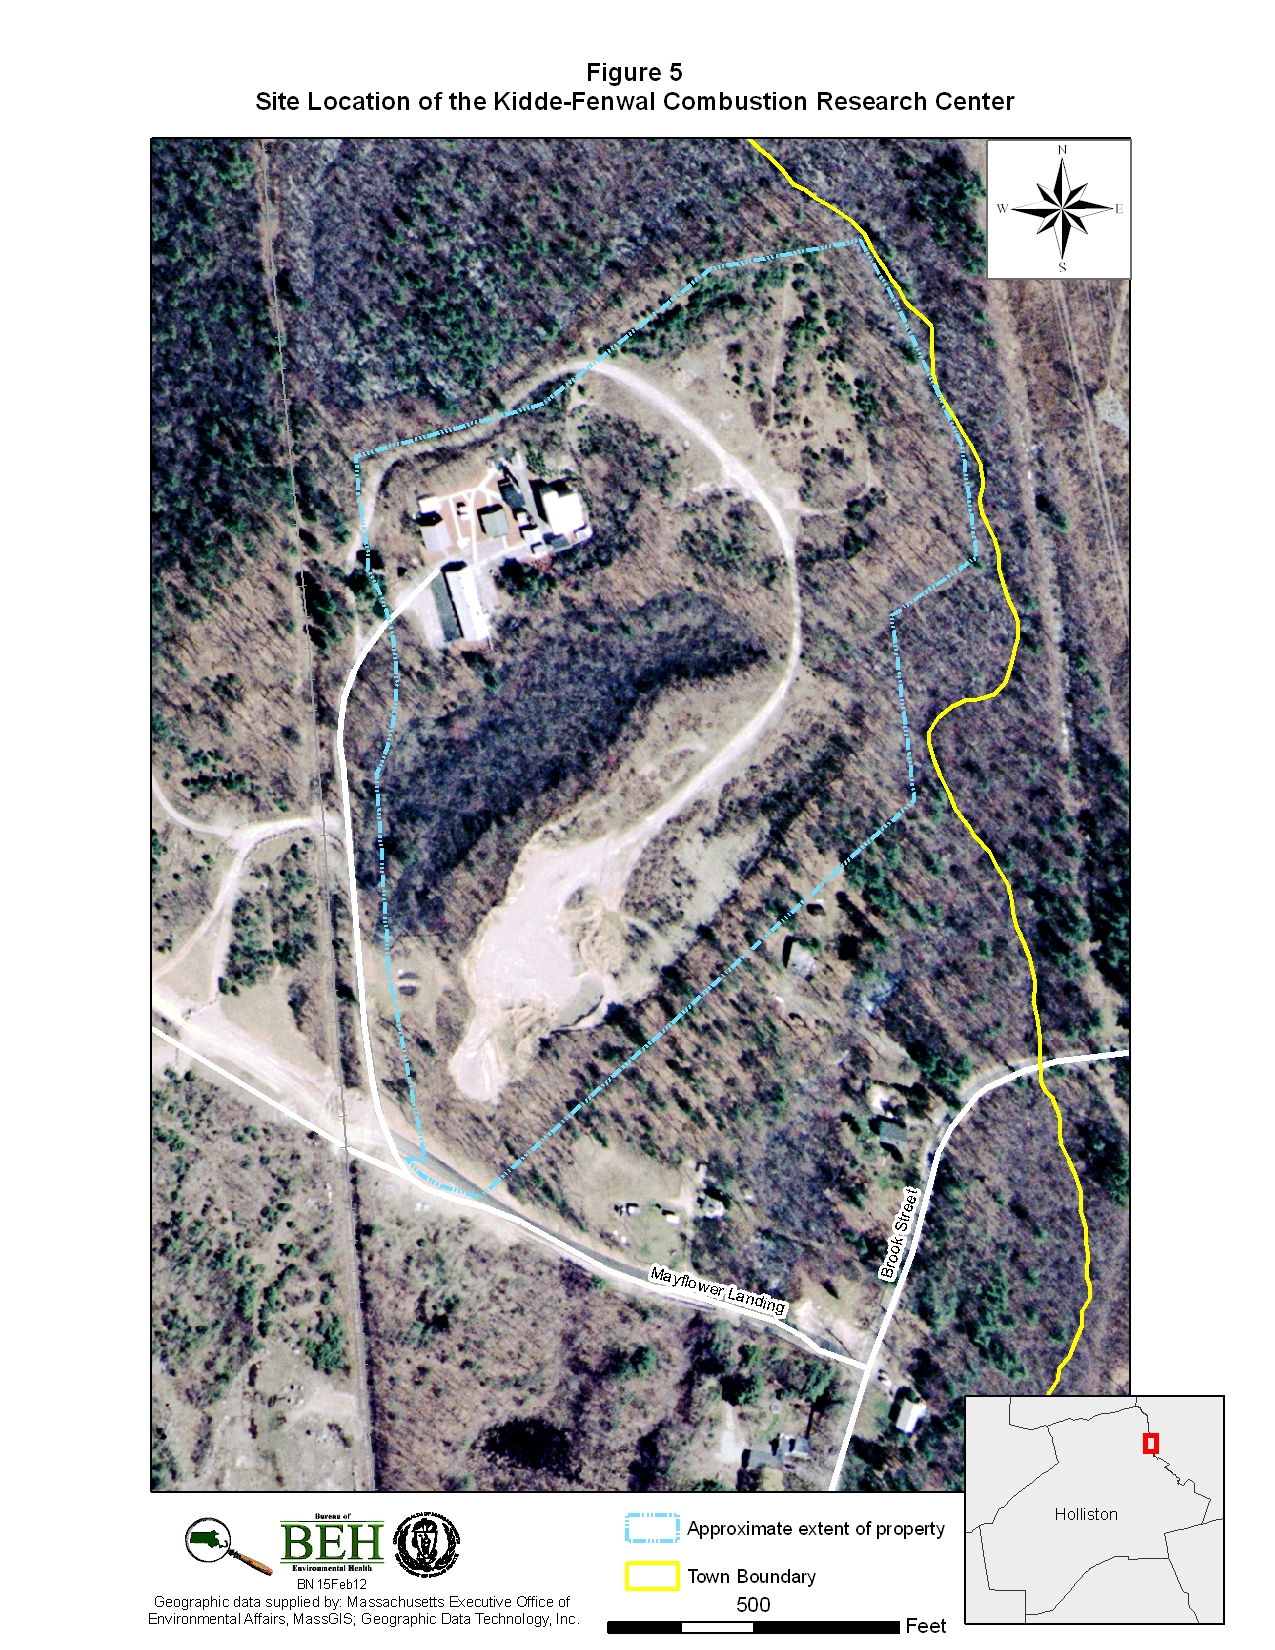 Figure 5
Site Location of the Kidde-Fenwal Combustion Research Center
N
W
E
S
Brook Street
Mayflower Landing
Holliston
Bureau of
BEH
Environmental Health
BN 15Feb12
Geographic data supplied by: Massachusetts Executive Office of
Environmental Affairs, MassGIS; Geographic Data Technology, Inc.
Approximate extent of property
Town Boundary
500
Feet